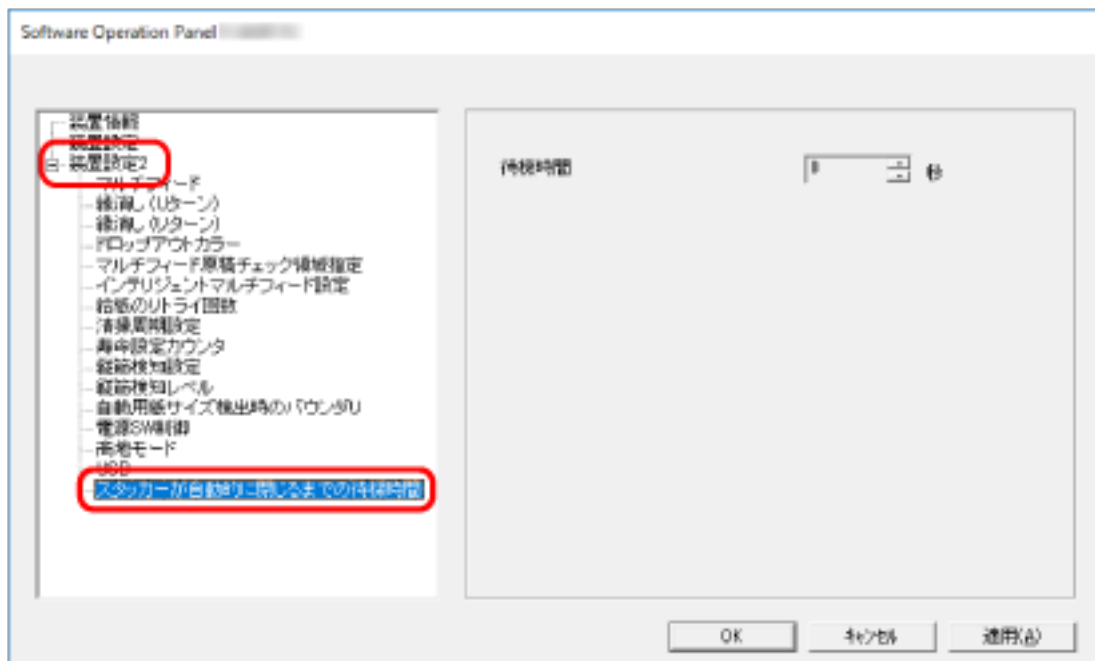 Software Operation Panel
装置情報
装置設定
装置設定2
マルチフィード
縁消し (Uターン)
縁消し (Uターン)
ドロップアウトカラー
マルチフィード原稿チェック領域指定
インテリジェントマルチフィード設定
給紙のリトライ回数
清掃周期設定
寿命設定カウンタ
縦筋検知設定
縦筋検知レベル
自動用紙サイズ検出時のバウンダリ
電源SW制御
高地モード
USB
スタッカーが自動的に閉じるまでの待機時間
待機時間
秒
OK
キャンセル
適用(A)